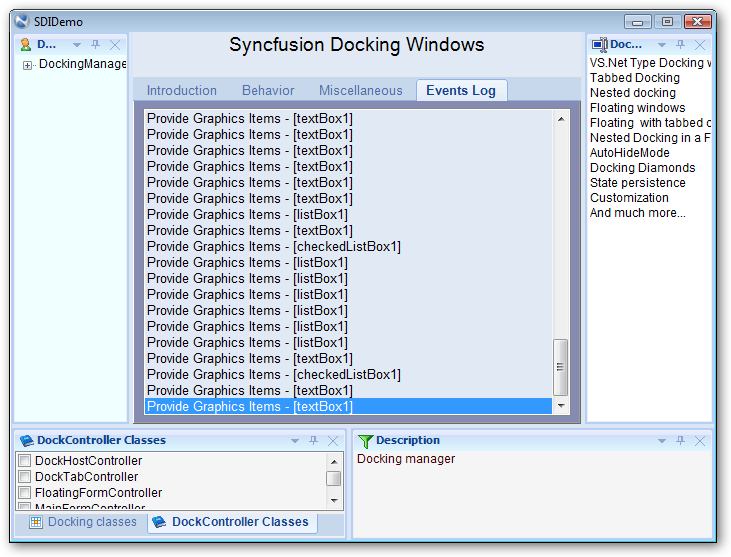 SDIDemo
D...
DockingManage
Syncfusion Docking Windows
Introduction
Behavior
Miscellaneous
Events Log
Provide Graphics Items - [textBox1]
Provide Graphics Items - [textBox1]
Provide Graphics Items - [textBox1]
Provide Graphics Items - [textBox1]
Provide Graphics Items - [textBox1]
Provide Graphics Items - [textBox1]
Provide Graphics Items - [listBox1]
Provide Graphics Items - [textBox1]
Provide Graphics Items - [checkedListBox1]
Provide Graphics Items - [listBox1]
Provide Graphics Items - [listBox1]
Provide Graphics Items - [listBox1]
Provide Graphics Items - [listBox1]
Provide Graphics Items - [listBox1]
Provide Graphics Items - [listBox1]
Provide Graphics Items - [textBox1]
Provide Graphics Items - [checkedListBox1]
Provide Graphics Items - [textBox1]
Provide Graphics Items - [textBox1]
Doc...
VS.Net Type Docking w
Tabbed Docking
Nested docking
Floating windows
Floating with tabbed d
Nested Docking in a F
AutoHideMode
Docking Diamonds
State persistence
Customization
And much more...
DockController Classes
DockHostController
DockTabController
FloatingFormController
MainFormController
Docking classes
DockController Classes
Description
Docking manager